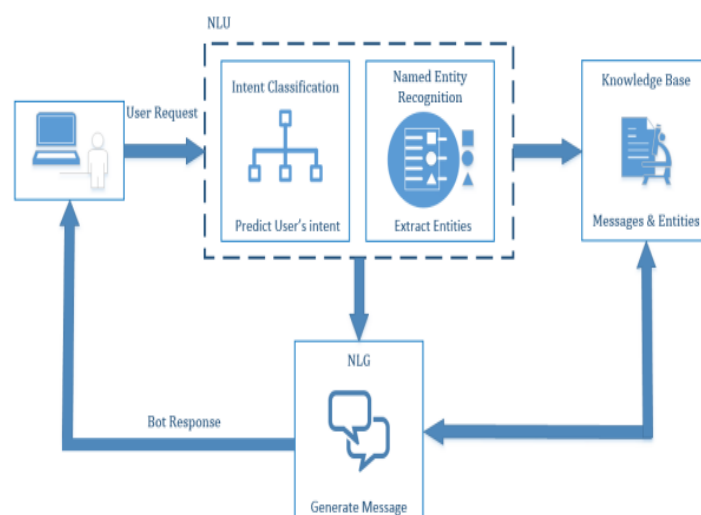 NLU
Intent Classification
Predict User's intent
Named Entity
Recognition
Extract Entities
Knowledge Base
Messages & Entities
User Request
NLG
Generate Message
Bot Response